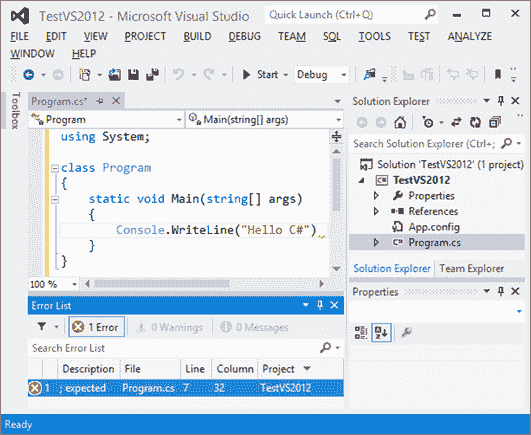 TestVS2012 - Microsoft Visual Studio
Quick Launch (Ctrl+Q)
FILE EDIT VIEW PROJECT BUILD DEBUG TEAM SQL TOOLS TEST ANALYZE
WINDOW HELP
Start Debug
Toolbox
Program.cs*
Program
Main(string[] args)
using System;
class Program
{
static void Main(string[] args)
{
Console.WriteLine("Hello C#")
}
}
100 %
Solution Explorer
Search Solution Explorer (Ctrl+;
Solution 'TestVS2012' (1 project)
TestVS2012
Properties
References
App.config
C# Program.cs
Solution Explorer Team Explorer
Properties
Error List
1 Error 0 Warnings 0 Messages
Search Error List
Description File Line Column Project
1 ; expected Program.cs 7 32 TestVS2012
Ready